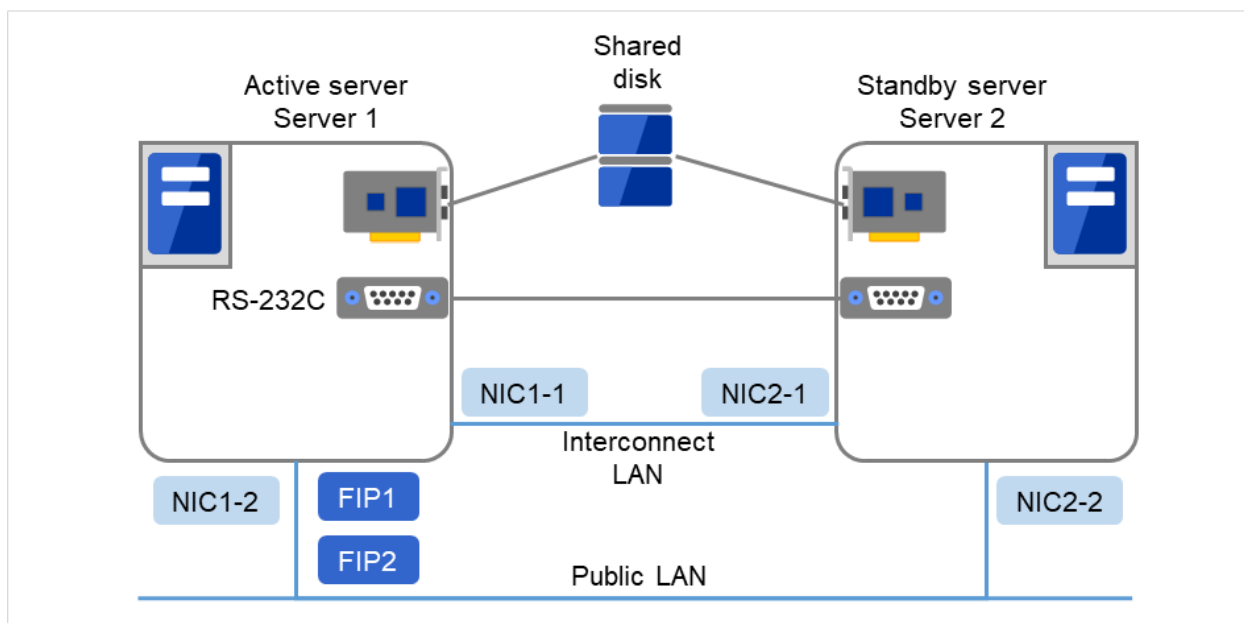 Shared
disk
Active server
Server 1
Standby server
Server 2
RS-232C
NIC1-1
NIC2-1
Interconnect
LAN
NIC1-2
FIP1
NIC2-2
FIP2
Public LAN